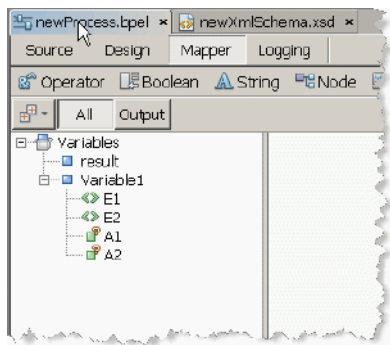 newProcess.bpel × newXmlSchema.xsd ×
Source Design Mapper Logging
Operator Boolean String Node
All Output
Variables
result
Variable1
E1
E2
A1
A2